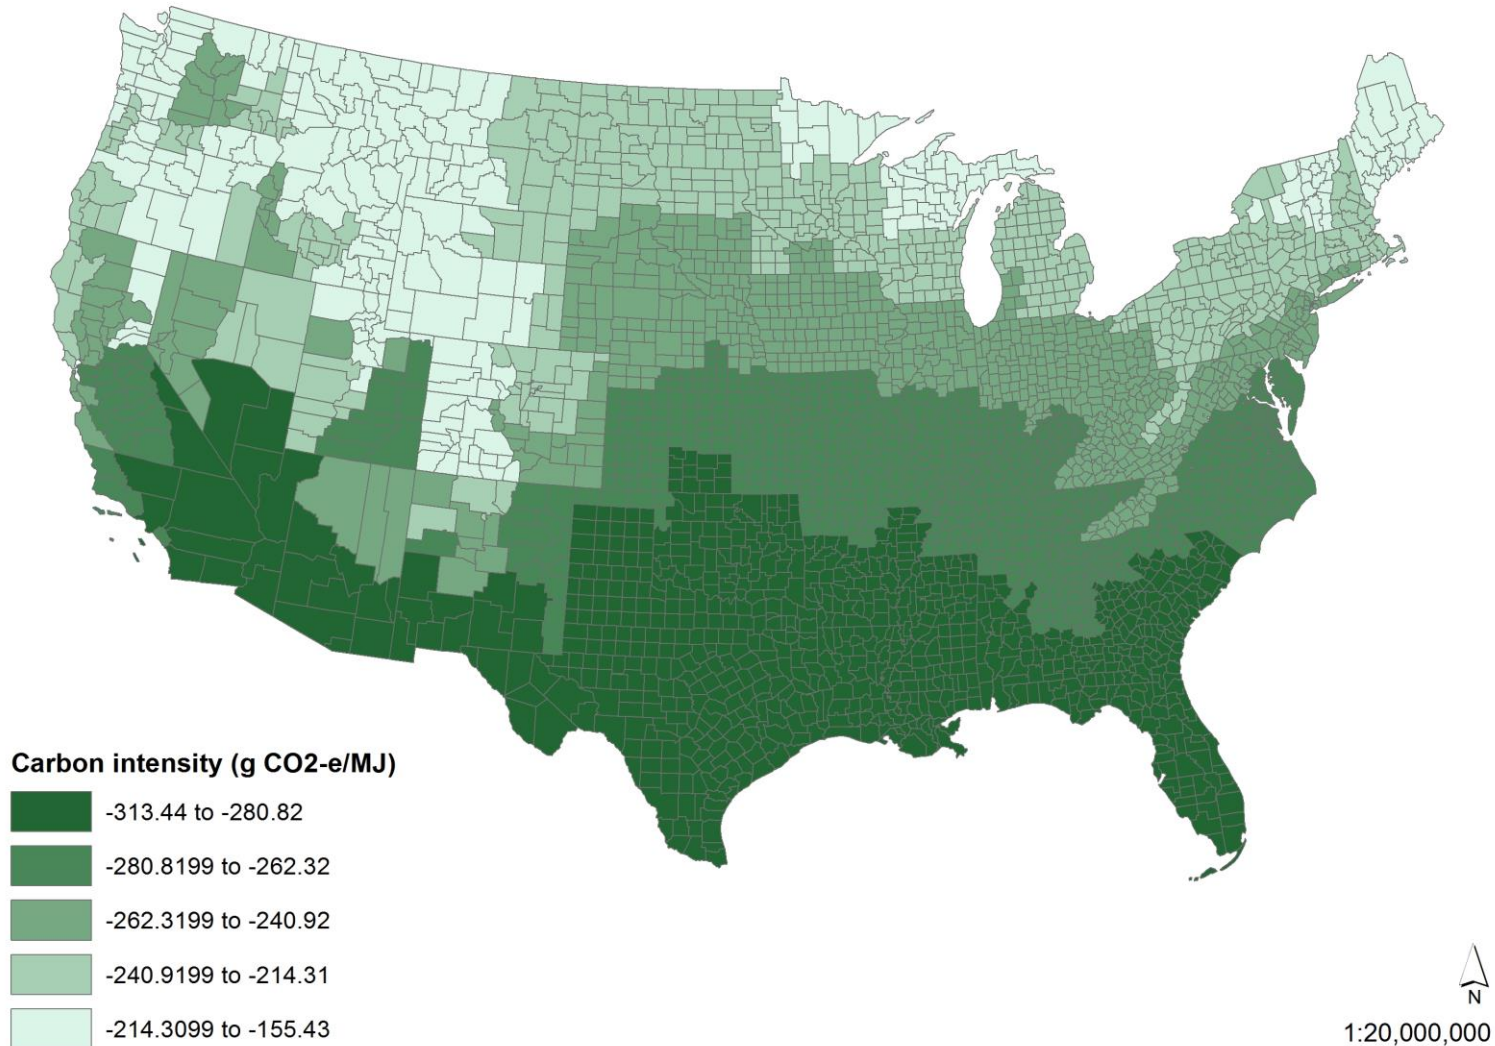 Carbon intensity (g CO2-e/MJ)
-313.44 to -280.82
-280.8199 to -262.32
-262.3199 to -240.92
-240.9199 to -214.31
-214.3099 to -155.43
N
1:20,000,000